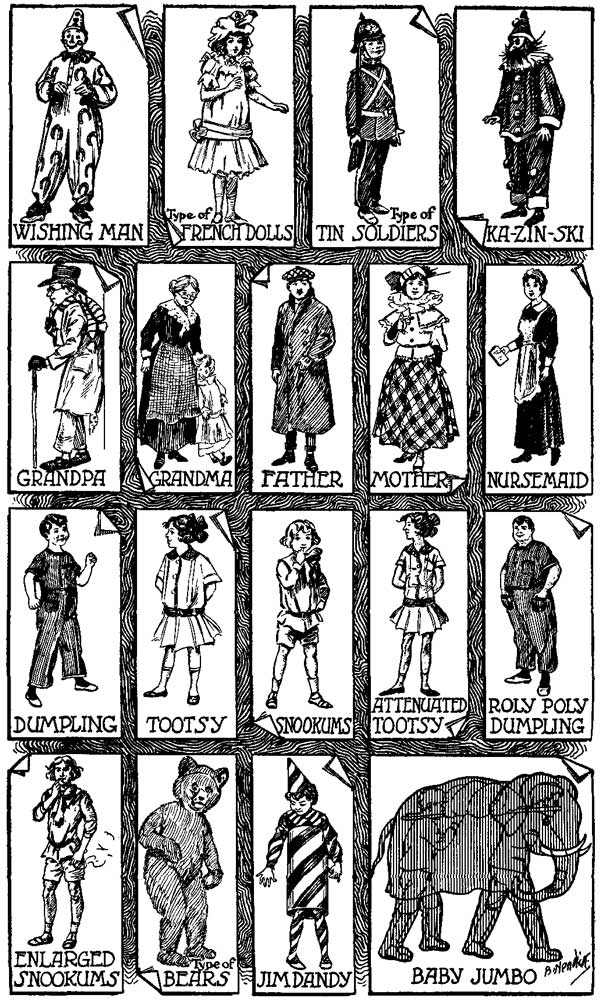 WISHING MAN
Type of
FRENCH DOLLS
Type of
TIN SOLDIERS
KA-ZIN-SKI
GRANDPA
GRANDMA
FATHER
MOTHER
NURSEMAID
DUMPLING
TOOTSY
SNOOKUMS
ATTENUATED
TOOTSY
ROLY POLY
DUMPLING
ENLARGED
SNOOKUMS
Type of
BEARS
JIM DANDY
BABY JUMBO